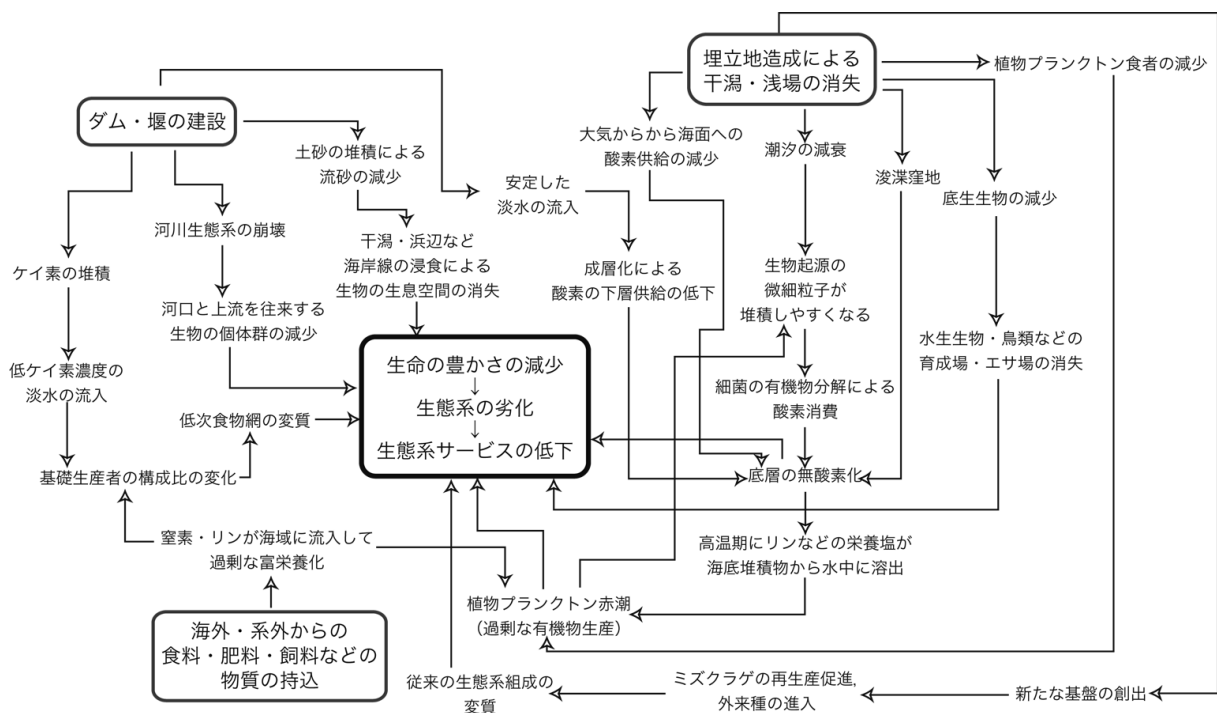 埋立地造成による
干潟・浅場の消失
植物プランクトン食者の減少
ダム・堰の建設
土砂の堆積による
流砂の減少
大気からから海面への
酸素供給の減少
潮汐の減衰
浚渫窪地
底生生物の減少
安定した
淡水の流入
河川生態系の崩壊
干潟・浜辺など
海岸線の浸食による
生物の生息空間の消失
ケイ素の堆積
成層化による
酸素の下層供給の低下
生物起源の
微細粒子が
堆積しやすくなる
河口と上流を往来する
生物の個体群の減少
水生生物・鳥類などの
育成場・エサ場の消失
低ケイ素濃度の
淡水の流入
生命の豊かさの減少
↓
生態系の劣化
↓
生態系サービスの低下
細菌の有機物分解による
酸素消費
低次食物網の変質
基礎生産者の構成比の変化
底層の無酸素化
窒素・リンが海域に流入して
過剰な富栄養化
高温期にリンなどの栄養塩が
海底堆積物から水中に溶出
植物プランクトン赤潮
(過剰な有機物生産)
海外・系外からの
食料・肥料・飼料などの
物質の持込
従来の生態系組成の
変質
ミズクラゲの再生産促進,
外来種の進入
新たな基盤の創出